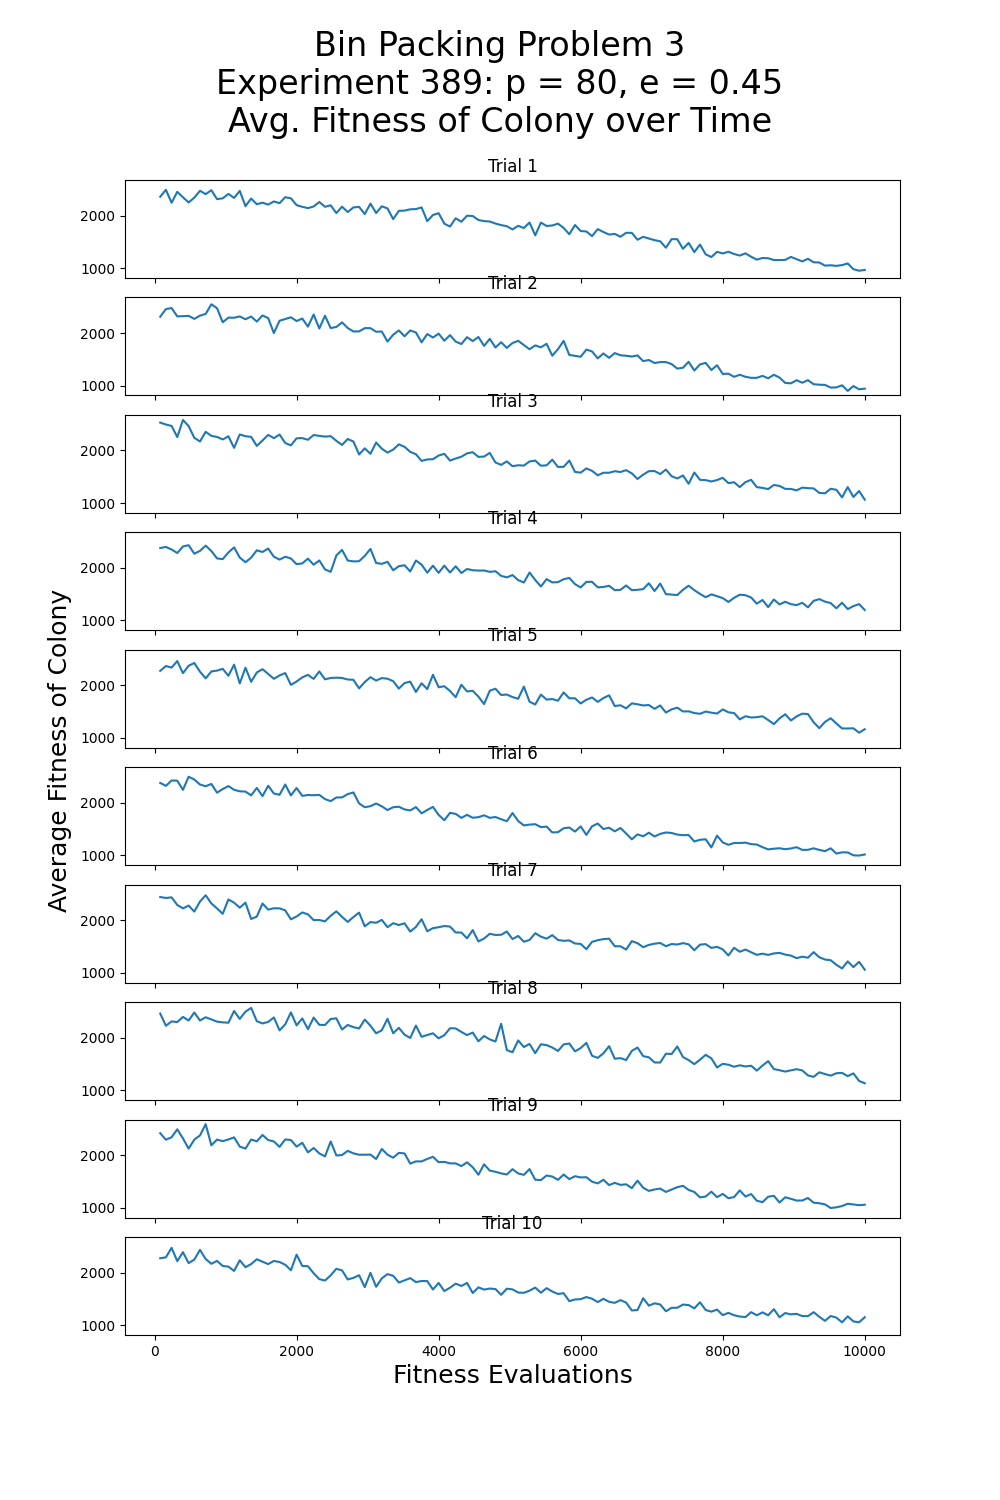 Bin Packing Problem 3
Experiment 389: p = 80, e = 0.45
Avg. Fitness of Colony over Time
Trial 1
2000
1000
Trial 2
2000
1000
Trial 3
2000
1000
Trial 4
2000
1000
Trial 5
2000
1000
Trial 6
2000
1000
Trial 7
2000
1000
Trial 8
2000
1000
Trial 9
2000
1000
Trial 10
2000
1000
0 2000 4000 6000 8000 10000
Fitness Evaluations
Average Fitness of Colony